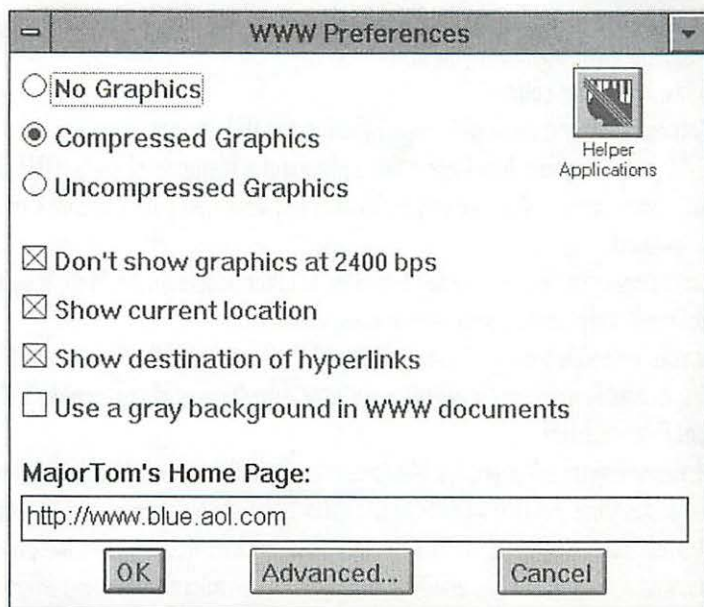 WWW Preferences
No Graphics
Compressed Graphics
Uncompressed Graphics
Helper
Applications
Don't show graphics at 2400 bps
Show current location
Show destination of hyperlinks
Use a gray background in WWW documents
MajorTom's Home Page:
http://www.blue.aol.com
OK
Advanced...
Cancel